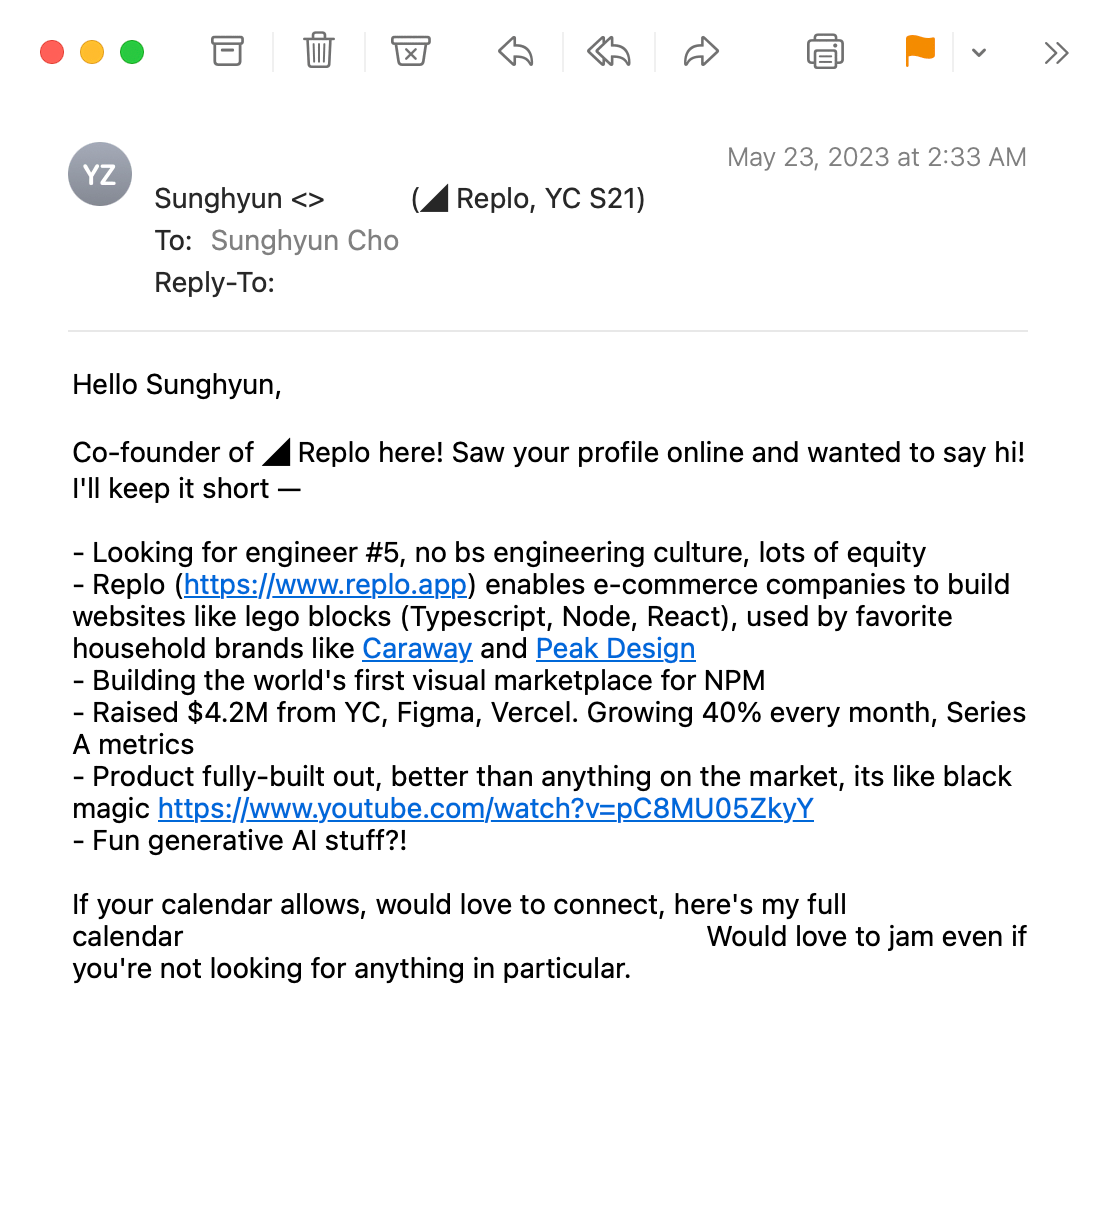 YZ
May 23, 2023 at 2:33 AM
Sunghyun <> (◢ Replo, YC S21)
To: Sunghyun Cho
Reply-To:
Hello Sunghyun,
Co-founder of ◢ Replo here! Saw your profile online and wanted to say hi!
I'll keep it short —
- Looking for engineer #5, no bs engineering culture, lots of equity
- Replo (https://www.replo.app) enables e-commerce companies to build
websites like lego blocks (Typescript, Node, React), used by favorite
household brands like Caraway and Peak Design
- Building the world's first visual marketplace for NPM
- Raised $4.2M from YC, Figma, Vercel. Growing 40% every month, Series
A metrics
- Product fully-built out, better than anything on the market, its like black
magic https://www.youtube.com/watch?v=pC8MU05ZkyY
- Fun generative AI stuff?!
If your calendar allows, would love to connect, here's my full
calendar Would love to jam even if
you're not looking for anything in particular.